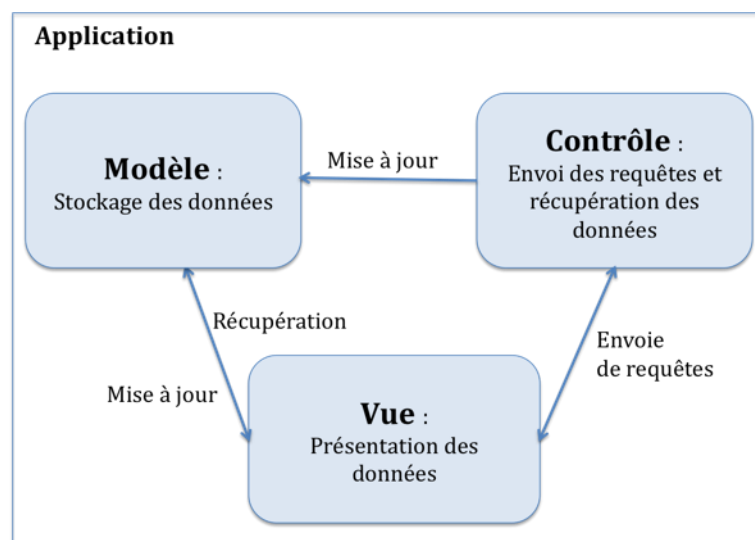 Application
Modèle :
Stockage des données
Mise à jour
Contrôle :
Envoi des requêtes et
récupération des
données
Récupération
Mise à jour
Envoie
de requêtes
Vue :
Présentation des
données